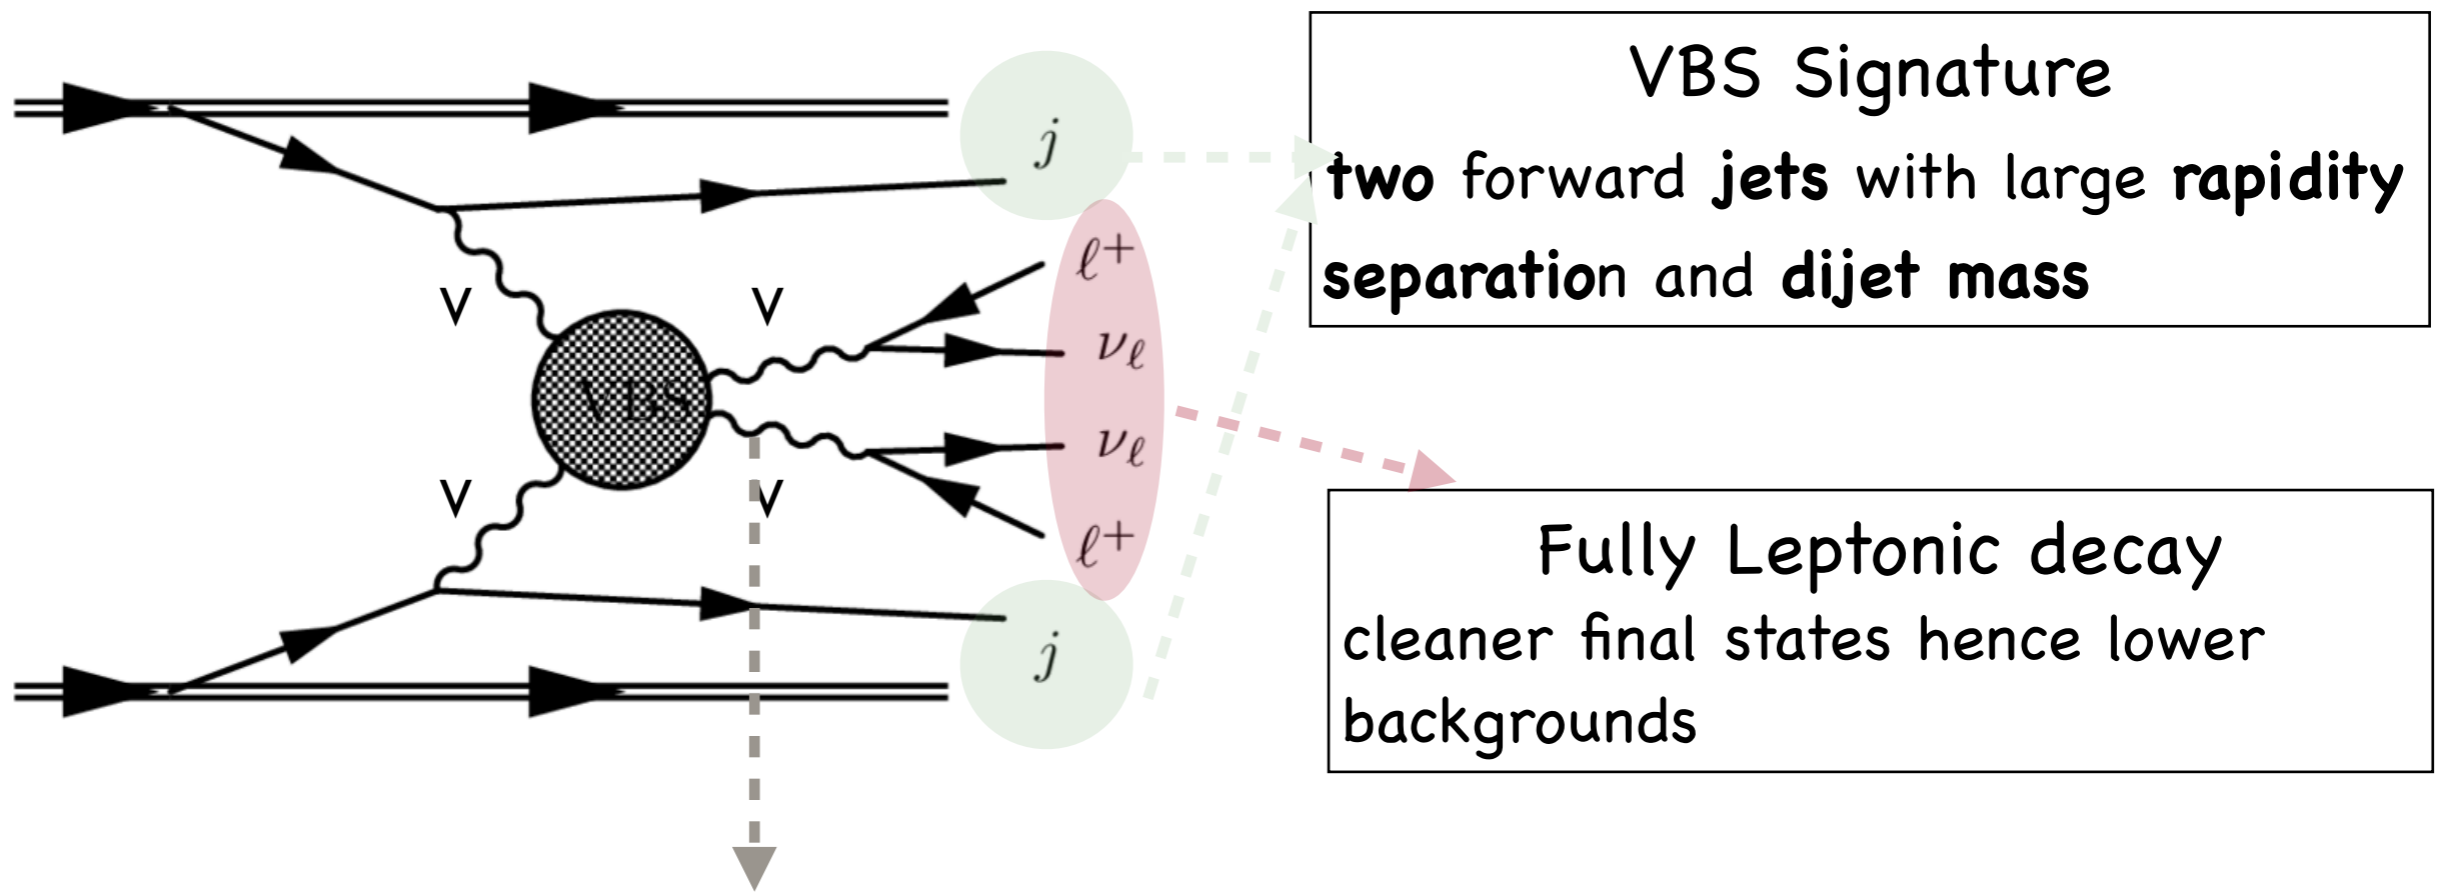 VBS Signature
two forward jets with large rapidity
separation and dijet mass
j
ℓ+
V V
νℓ
VBS
νℓ
V V
ℓ+
j
Fully Leptonic decay
cleaner final states hence lower
backgrounds